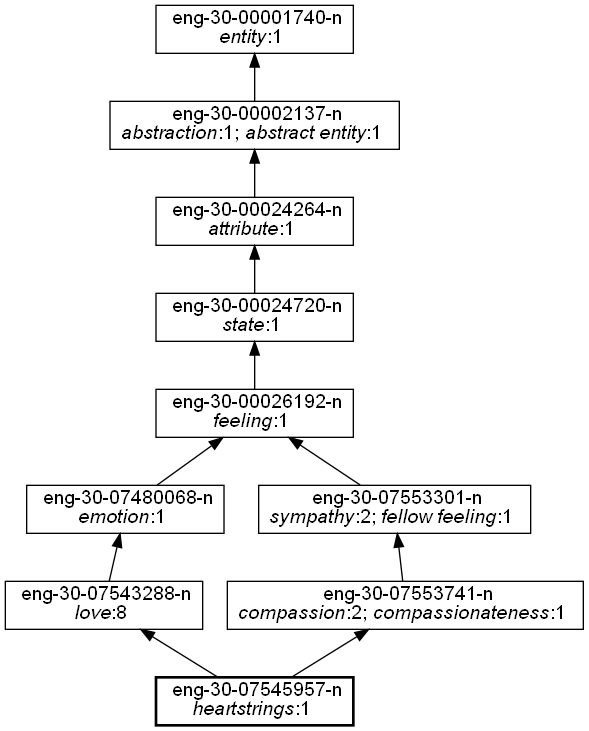 eng-30-00001740-n
entity:1
eng-30-00002137-n
abstraction:1; abstract entity:1
eng-30-00024264-n
attribute:1
eng-30-00024720-n
state:1
eng-30-00026192-n
feeling:1
eng-30-07480068-n
emotion:1
eng-30-07553301-n
sympathy:2; fellow feeling:1
eng-30-07543288-n
love:8
eng-30-07553741-n
compassion:2; compassionateness:1
eng-30-07545957-n
heartstrings:1